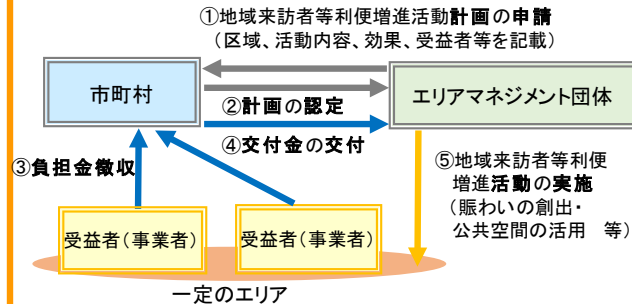 ①地域来訪者等利便増進活動計画の申請
（区域、活動内容、効果、受益者等を記載）
市町村
エリアマネジメント団体
②計画の認定
④交付金の交付
③負担金徴収
⑤地域来訪者等利便
増進活動の実施
（賑わいの創出・
公共空間の活用　等）
受益者（事業者）
受益者（事業者）
一定のエリア